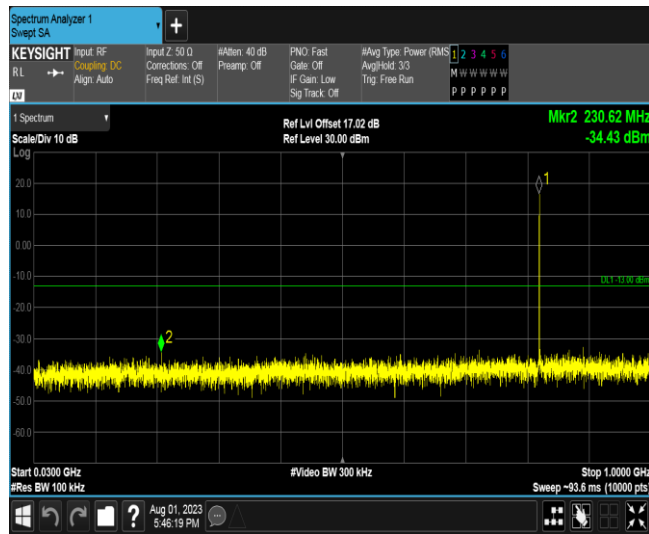 Spectrum Analyzer 1
Swept SA
+
KEYSIGHT
RL
LXI
Input: RF
Coupling: DC
Align: Auto
Input Z: 50 Ω
Corrections: Off
Freq Ref: Int (S)
#Atten: 40 dB
Preamp: Off
PNO: Fast
Gate: Off
IF Gain: Low
Sig Track: Off
#Avg Type: Power (RMS
Avg|Hold: 3/3
Trig: Free Run
1 2 3 4 5 6
M W W W W W
P P P P P P
1 Spectrum
Scale/Div 10 dB
Log
Ref Lvl Offset 17.02 dB
Ref Level 30.00 dBm
Mkr2 230.62 MHz
-34.43 dBm
20.0
10.0
0.00
-10.0
-20.0
-30.0
-40.0
-50.0
-60.0
1
2
DL1 -13.00 dBm
Start 0.0300 GHz
#Res BW 100 kHz
#Video BW 300 kHz
Stop 1.0000 GHz
Sweep ~93.6 ms (10000 pts
?
Aug 01, 2023
5:46:19 PM